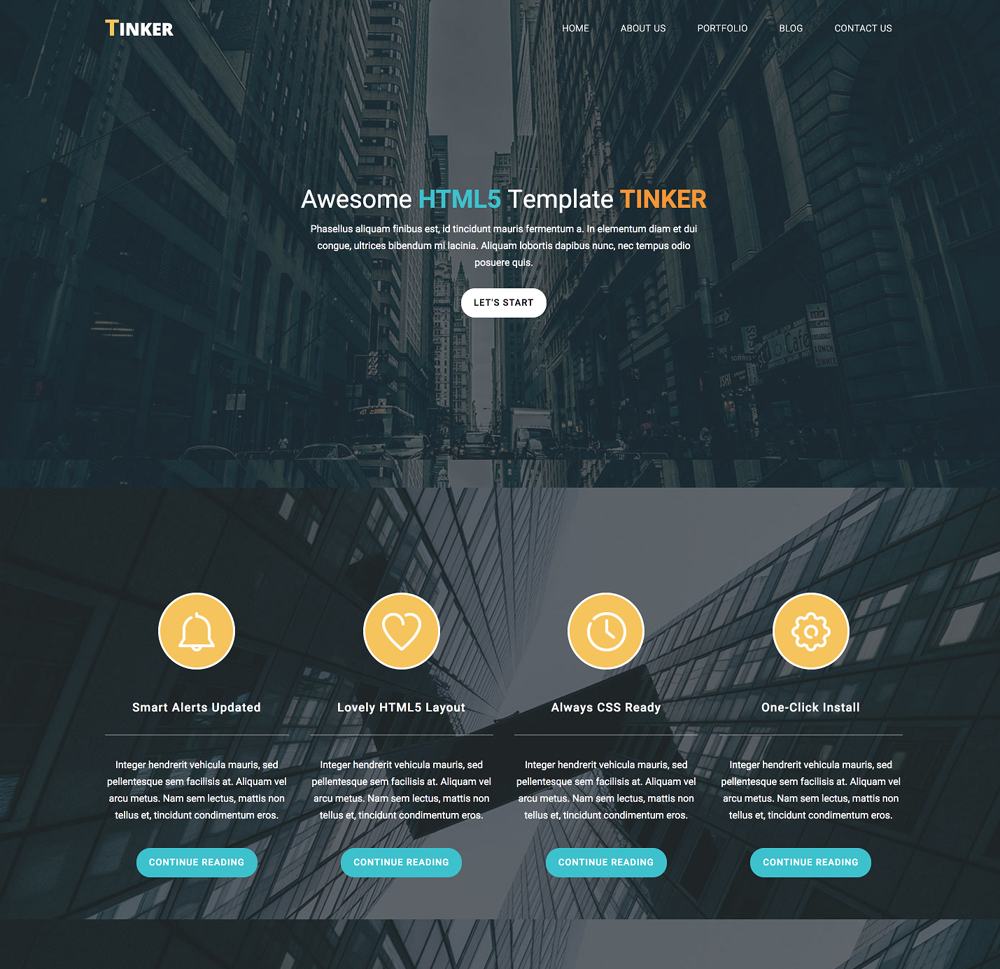 TINKER
HOME ABOUT US PORTFOLIO BLOG CONTACT US
Awesome HTML5 Template TINKER
Phasellus aliquam finibus est, id tincidunt mauris fermentum a. In elementum diam et dui
congue, ultrices bibendum mi lacinia. Aliquam lobortis dapibus nunc, nec tempus odio
posuere quis.
LET'S START
Cafe
BREAKFAST
LUNCH
DINNER
Cafe
Smart Alerts Updated
Integer hendrerit vehicula mauris, sed
pellentesque sem facilisis at. Aliquam vel
arcu metus. Nam sem lectus, mattis non
tellus et, tincidunt condimentum eros.
CONTINUE READING
Lovely HTML5 Layout
Integer hendrerit vehicula mauris, sed
pellentesque sem facilisis at. Aliquam vel
arcu metus. Nam sem lectus, mattis non
tellus et, tincidunt condimentum eros.
CONTINUE READING
Always CSS Ready
Integer hendrerit vehicula mauris, sed
pellentesque sem facilisis at. Aliquam vel
arcu metus. Nam sem lectus, mattis non
tellus et, tincidunt condimentum eros.
CONTINUE READING
One-Click Install
Integer hendrerit vehicula mauris, sed
pellentesque sem facilisis at. Aliquam vel
arcu metus. Nam sem lectus, mattis non
tellus et, tincidunt condimentum eros.
CONTINUE READING